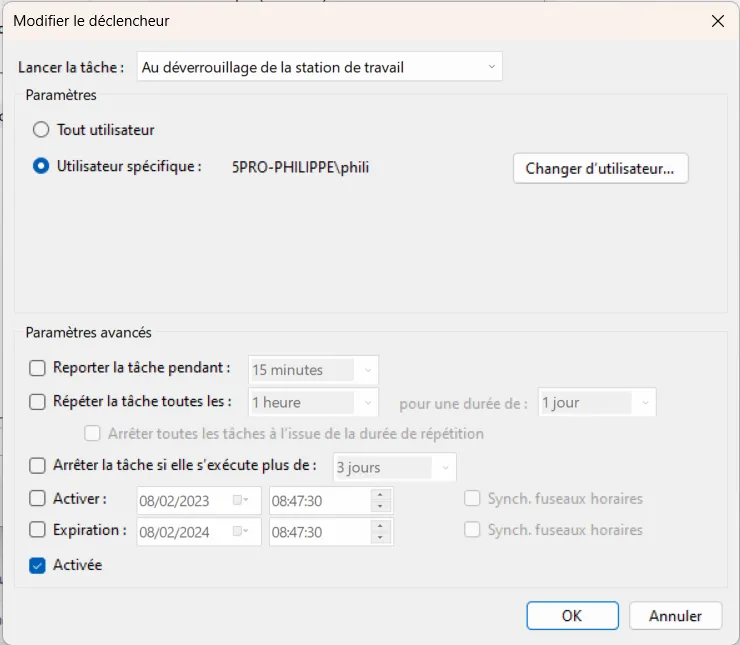 Modifier le déclencheur
Lancer la tâche : Au déverrouillage de la station de travail
Paramètres
Tout utilisateur
Utilisateur spécifique : 5PRO-PHILIPPE\phili Changer d'utilisateur...
Paramètres avancés
Reporter la tâche pendant : 15 minutes
Répéter la tâche toutes les : 1 heure pour une durée de : 1 jour
Arrêter toutes les tâches à l'issue de la durée de répétition
Arrêter la tâche si elle s'exécute plus de : 3 jours
Activer : 08/02/2023 08:47:30 Synch. fuseaux horaires
Expiration : 08/02/2024 08:47:30 Synch. fuseaux horaires
Activée
OK Annuler